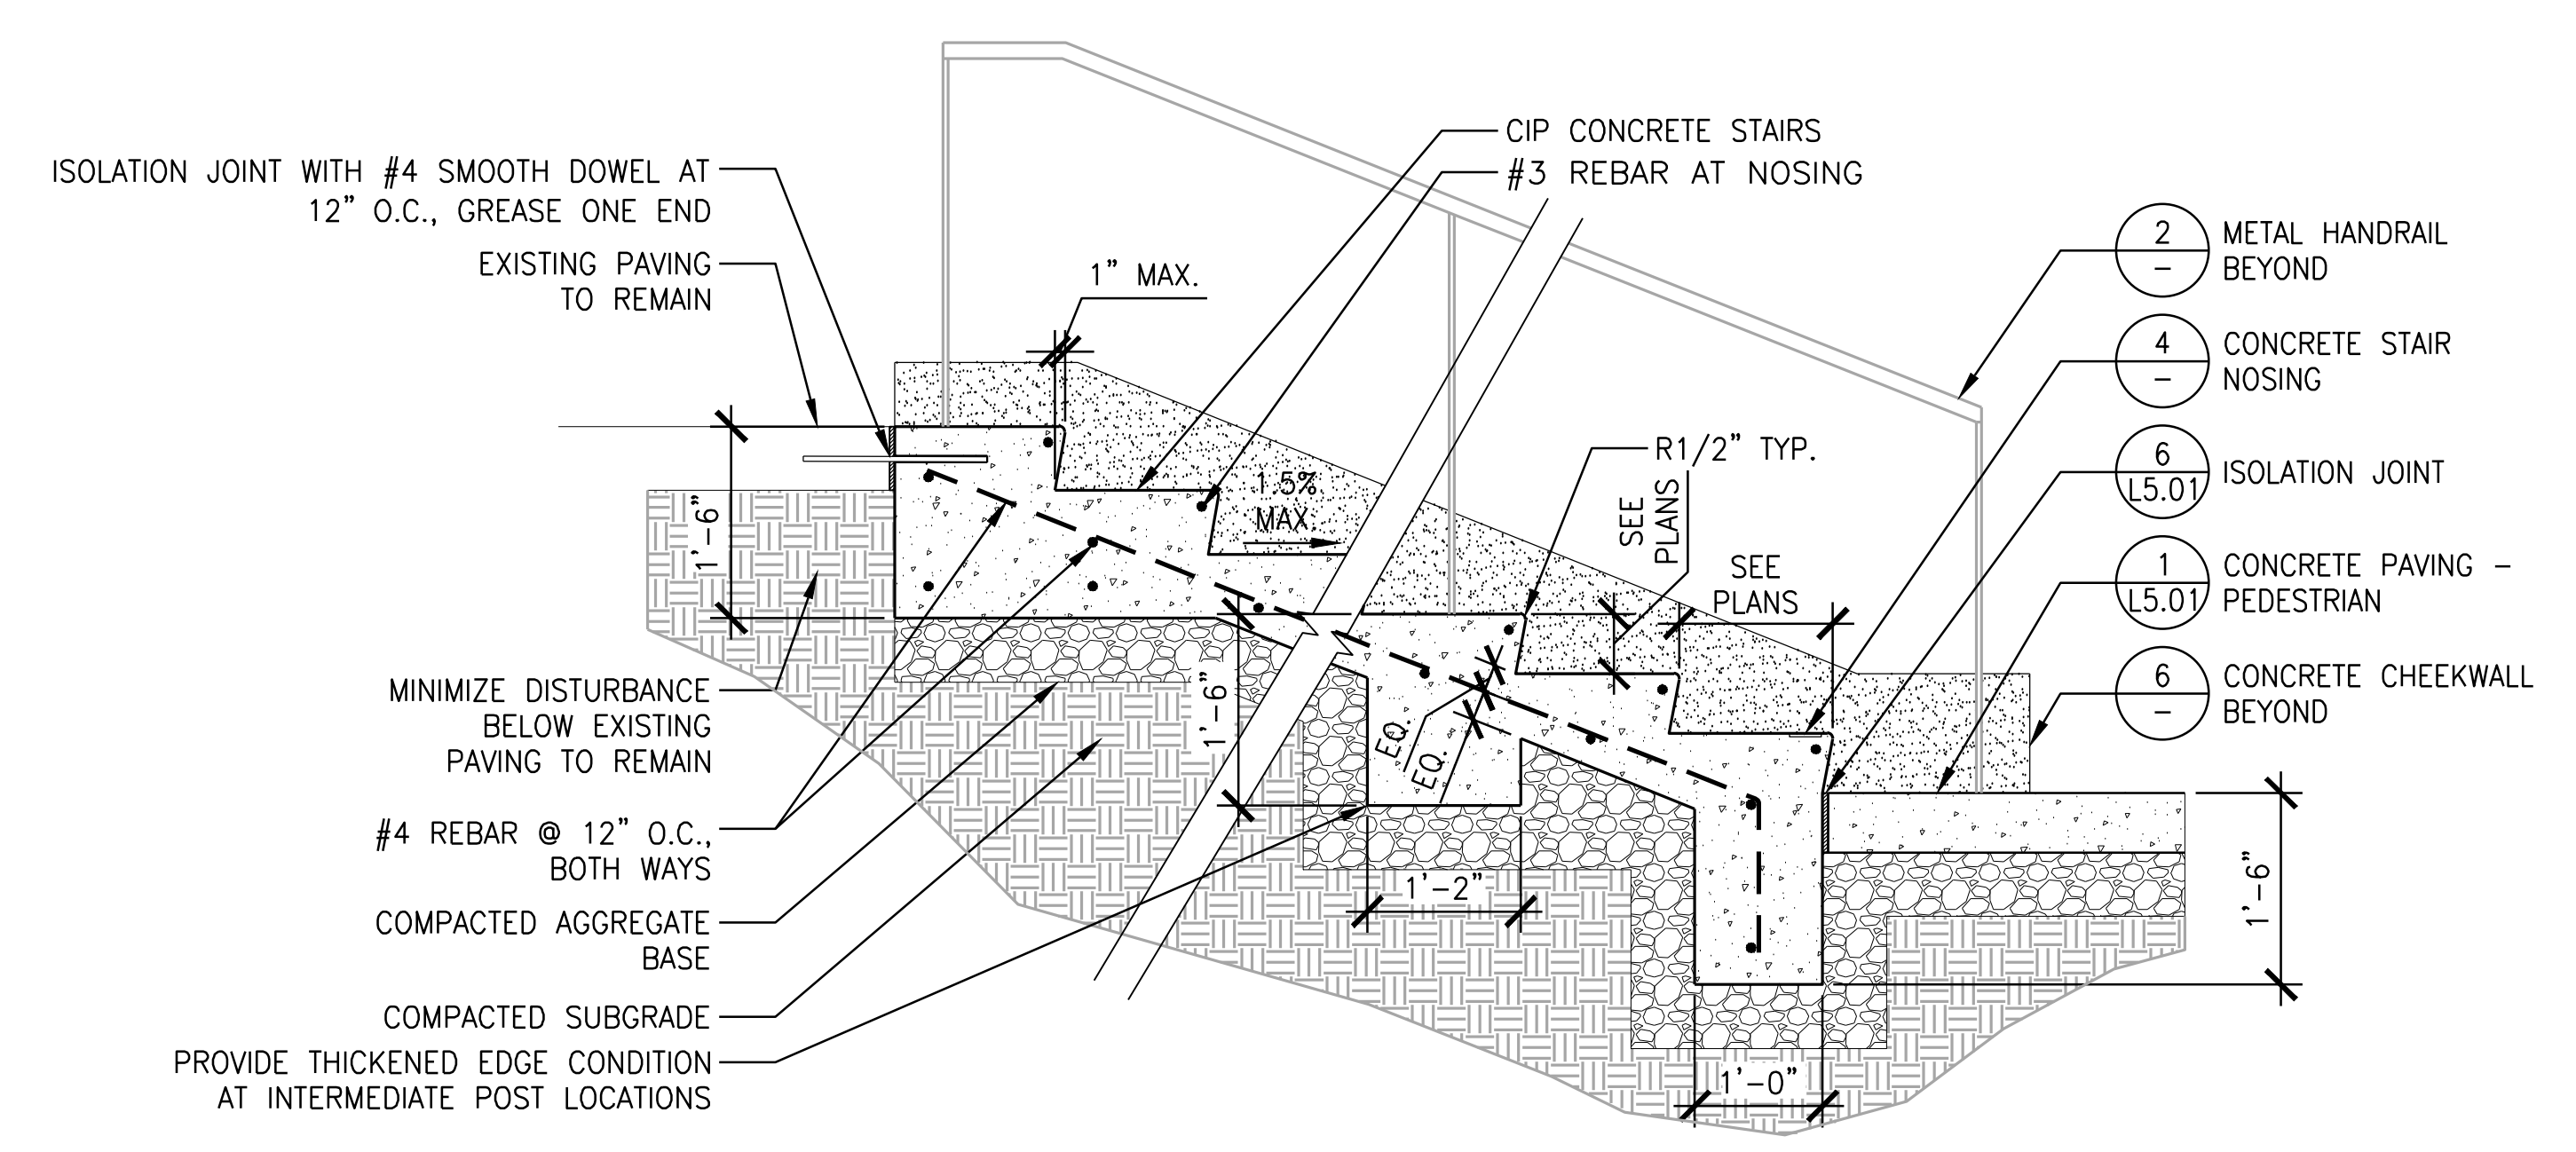 ISOLATION JOINT WITH #4 SMOOTH DOWEL AT
12" O.C., GREASE ONE END
EXISTING PAVING
TO REMAIN
1" MAX.
CIP CONCRETE STAIRS
#3 REBAR AT NOSING
1.5%
MAX.
R1/2" TYP.
SEE
PLANS
SEE
PLANS
2
-
METAL HANDRAIL
BEYOND
4
-
CONCRETE STAIR
NOSING
6
L5.01
ISOLATION JOINT
1
L5.01
CONCRETE PAVING -
PEDESTRIAN
6
-
CONCRETE CHEEKWALL
BEYOND
1'-6"
1'-6"
EQ.
EQ.
1'-2"
1'-0"
1'-6"
MINIMIZE DISTURBANCE
BELOW EXISTING
PAVING TO REMAIN
#4 REBAR @ 12" O.C.,
BOTH WAYS
COMPACTED AGGREGATE
BASE
COMPACTED SUBGRADE
PROVIDE THICKENED EDGE CONDITION
AT INTERMEDIATE POST LOCATIONS